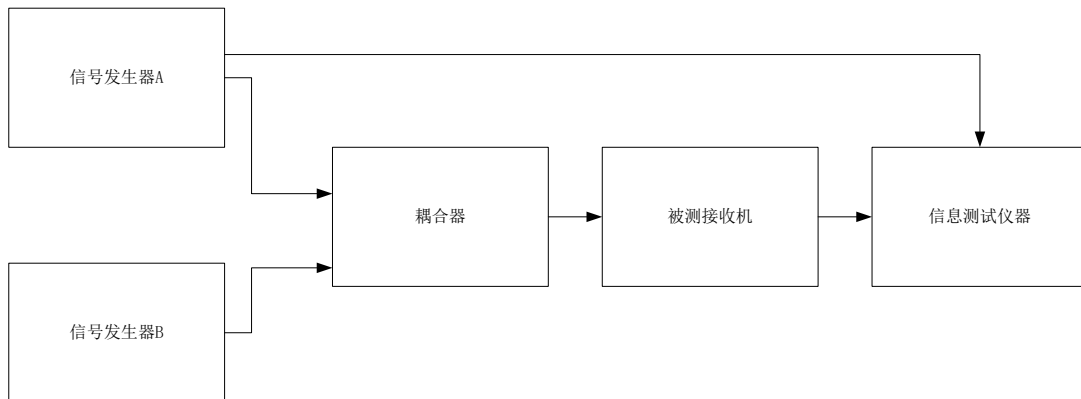 信号发生器A
耦合器
被测接收机
信息测试仪器
信号发生器B